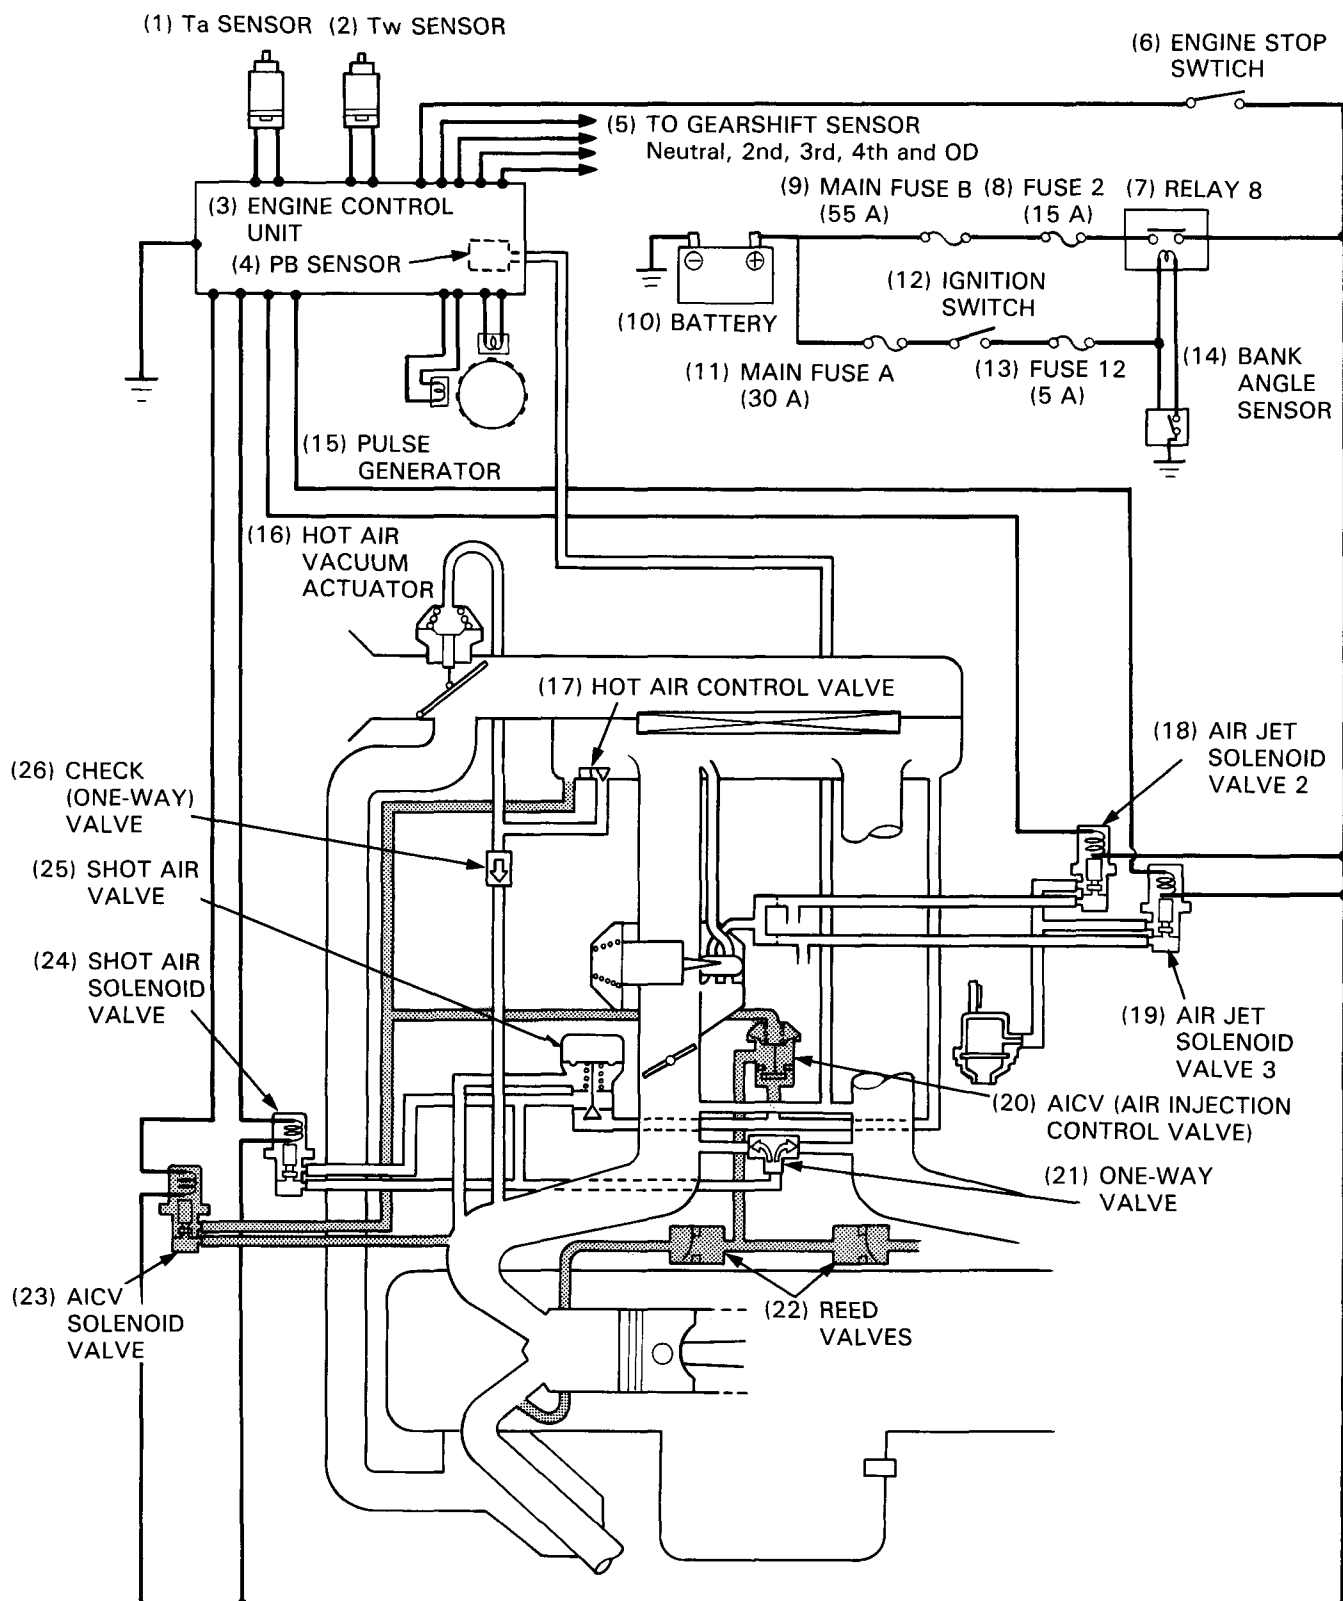 (1) Ta SENSOR
(2) Tw SENSOR
(6) ENGINE STOP
SWTICH
(5) TO GEARSHIFT SENSOR
Neutral, 2nd, 3rd, 4th and OD
(9) MAIN FUSE B
(55 A)
(8) FUSE 2
(15 A)
(7) RELAY 8
(3) ENGINE CONTROL
UNIT
(4) PB SENSOR
(12) IGNITION
SWITCH
(10) BATTERY
(11) MAIN FUSE A
(30 A)
(13) FUSE 12
(5 A)
(14) BANK
ANGLE
SENSOR
(15) PULSE
GENERATOR
(16) HOT AIR
VACUUM
ACTUATOR
(17) HOT AIR CONTROL VALVE
(18) AIR JET
SOLENOID
VALVE 2
(26) CHECK
(ONE-WAY)
VALVE
(25) SHOT AIR
VALVE
(24) SHOT AIR
SOLENOID
VALVE
(19) AIR JET
SOLENOID
VALVE 3
(20) AICV (AIR INJECTION
CONTROL VALVE)
(21) ONE-WAY
VALVE
(23) AICV
SOLENOID
VALVE
(22) REED
VALVES